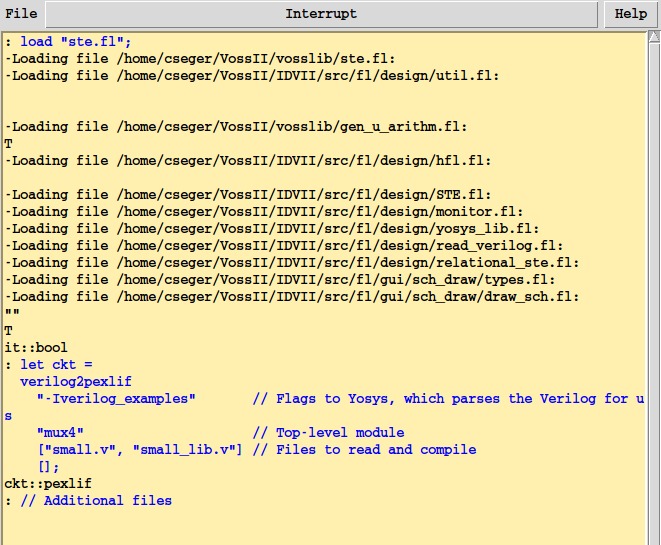 File Interrupt Help
: load "ste.fl";
-Loading file /home/cseger/VossII/vosslib/ste.fl:
-Loading file /home/cseger/VossII/IDVII/src/fl/design/util.fl:
-Loading file /home/cseger/VossII/vosslib/gen_u_arithm.fl:
T
-Loading file /home/cseger/VossII/IDVII/src/fl/design/hfl.fl:
-Loading file /home/cseger/VossII/IDVII/src/fl/design/STE.fl:
-Loading file /home/cseger/VossII/IDVII/src/fl/design/monitor.fl:
-Loading file /home/cseger/VossII/IDVII/src/fl/design/yosys_lib.fl:
-Loading file /home/cseger/VossII/IDVII/src/fl/design/read_verilog.fl:
-Loading file /home/cseger/VossII/IDVII/src/fl/design/relational_ste.fl:
-Loading file /home/cseger/VossII/IDVII/src/fl/gui/sch_draw/types.fl:
-Loading file /home/cseger/VossII/IDVII/src/fl/gui/sch_draw/draw_sch.fl:
""
T
it::bool
: let ckt =
  verilog2pexlif
    "-Iverilog_examples"       // Flags to Yosys, which parses the Verilog for u
s
    "mux4"                     // Top-level module
    ["small.v", "small_lib.v"] // Files to read and compile
    [];
ckt::pexlif
: // Additional files